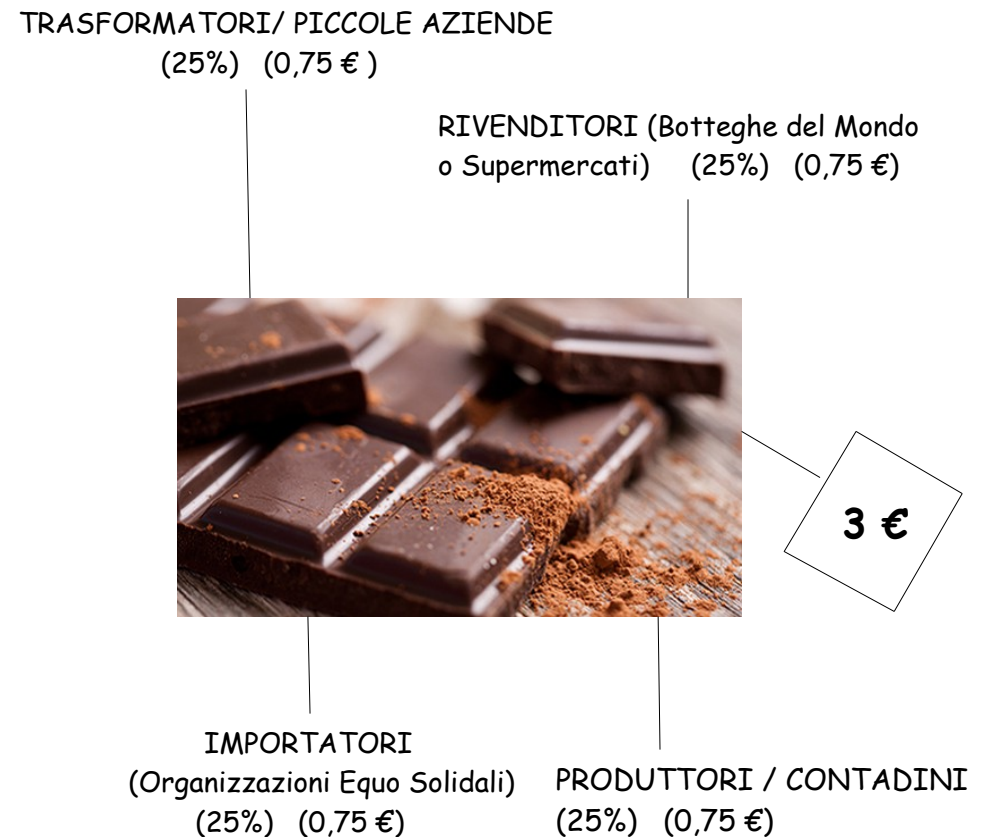 TRASFORMATORI/ PICCOLE AZIENDE
(25%) (0,75 € )
RIVENDITORI (Botteghe del Mondo
o Supermercati) (25%) (0,75 €)
3 €
IMPORTATORI
(Organizzazioni Equo Solidali)
(25%) (0,75 €)
PRODUTTORI / CONTADINI
(25%) (0,75 €)